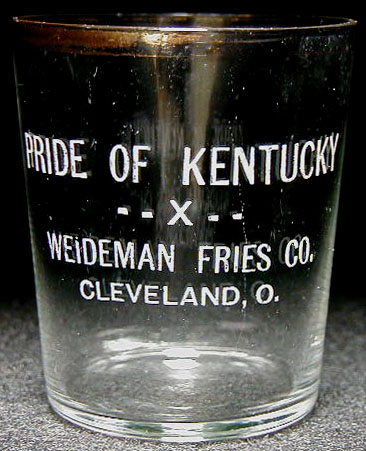 PRIDE OF KENTUCKY
- - X - -
WEIDEMAN FRIES CO.
CLEVELAND, O.